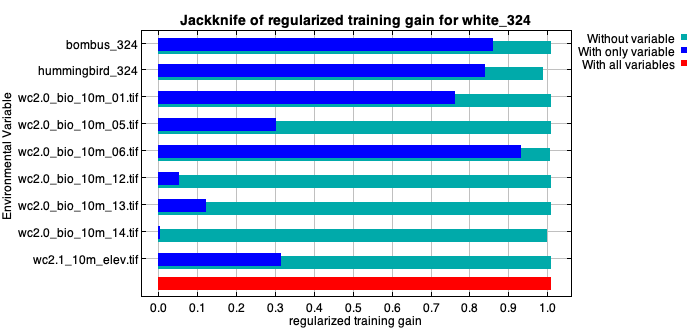 Jackknife of regularized training gain for white_324
Without variable
With only variable
With all variables
Environmental Variable
bombus_324
hummingbird_324
wc2.0_bio_10m_01.tif
wc2.0_bio_10m_05.tif
wc2.0_bio_10m_06.tif
wc2.0_bio_10m_12.tif
wc2.0_bio_10m_13.tif
wc2.0_bio_10m_14.tif
wc2.1_10m_elev.tif
0.0 0.1 0.2 0.3 0.4 0.5 0.6 0.7 0.8 0.9 1.0
regularized training gain